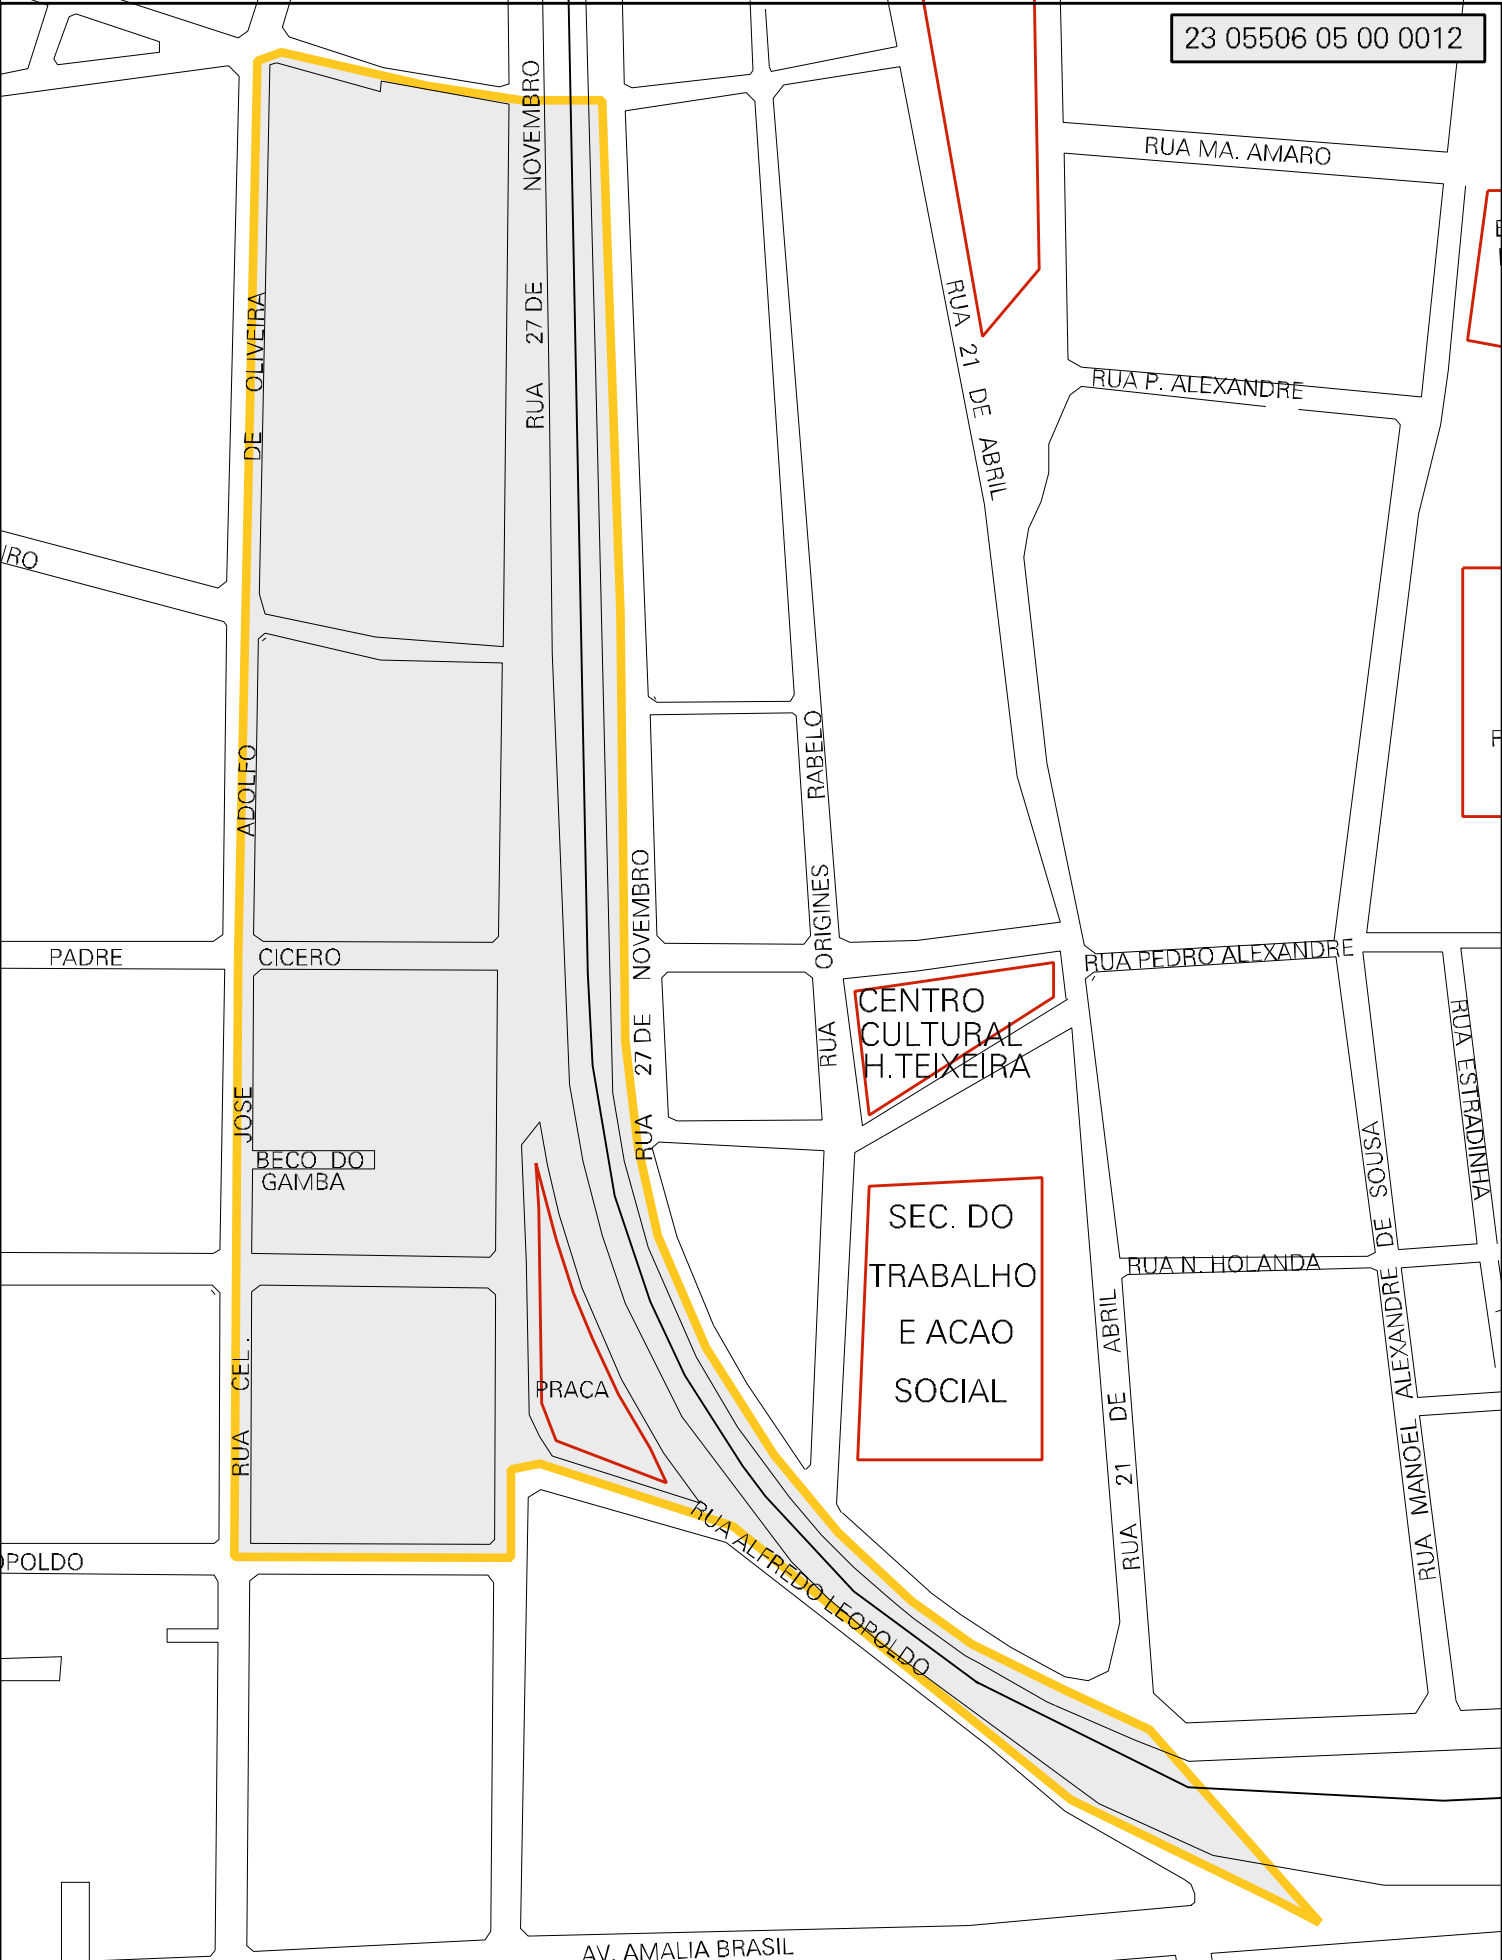 23 05506 05 00 0012
RUA MA. AMARO
RUA 27 DE NOVEMBRO
RUA 21 DE ABRIL
RUA P. ALEXANDRE
RUA CEL. JOSE ADOLFO DE OLIVEIRA
RUA ORIGINES RABELO
RUA 27 DE NOVEMBRO
PADRE CICERO
RUA PEDRO ALEXANDRE
CENTRO
CULTURAL
H.TEIXEIRA
RUA ESTRADINHA
BECO DO
GAMBA
SEC. DO
TRABALHO
E ACAO
SOCIAL
RUA N. HOLANDA
RUA 21 DE ABRIL
RUA MANOEL ALEXANDRE DE SOUSA
PRACA
RUA ALFREDO LEOPOLDO
OPOLDO
AV. AMALIA BRASIL